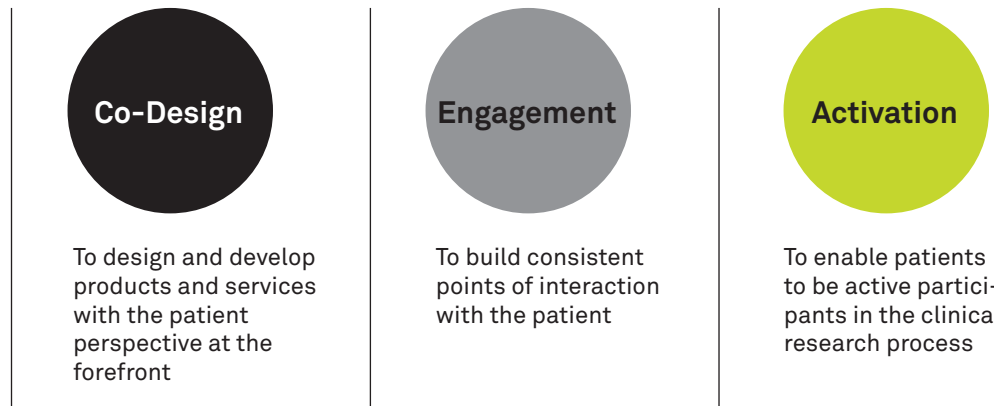 Co-Design
To design and develop
products and services
with the patient
perspective at the
forefront
Engagement
To build consistent
points of interaction
with the patient
Activation
To enable patients
to be active partici-
pants in the clinica
research process